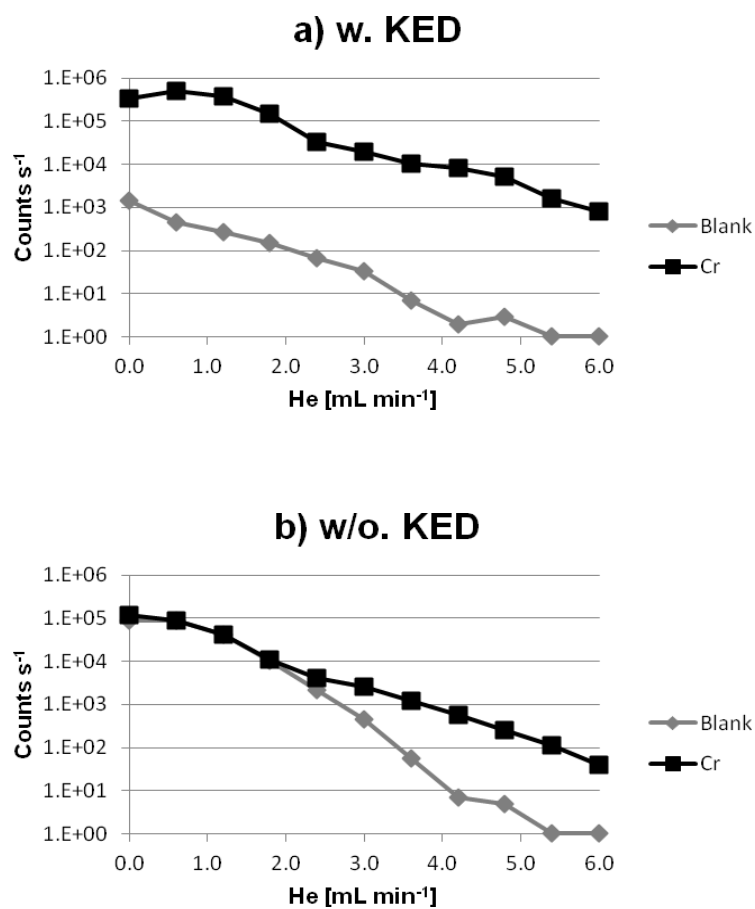 a) w. KED
1.E+06
1.E+05
1.E+04
1.E+03
1.E+02
1.E+01
1.E+00
Counts s⁻¹
0.0 1.0 2.0 3.0 4.0 5.0 6.0
He [mL min⁻¹]
Blank
Cr
b) w/o. KED
1.E+06
1.E+05
1.E+04
1.E+03
1.E+02
1.E+01
1.E+00
Counts s⁻¹
0.0 1.0 2.0 3.0 4.0 5.0 6.0
He [mL min⁻¹]
Blank
Cr